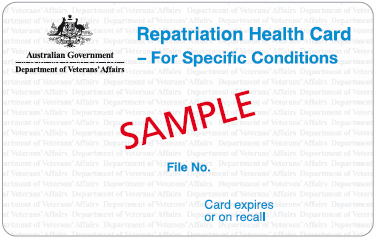 Repatriation Health Card
– For Specific Conditions
Australian Government
Department of Veterans' Affairs
SAMPLE
File No.
Card expires
or on recall